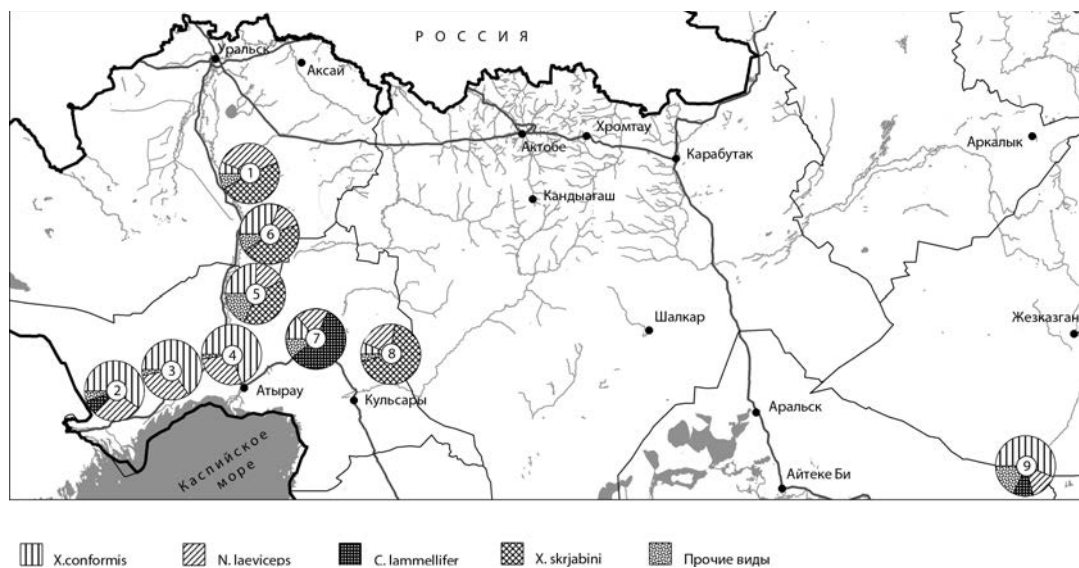 РОССИЯ
Уральск
Аксай
Хромтау
Актобе
Карабутак
Аркалык
Кандыағаш
1
6
5
7
8
4
3
2
Шалкар
Жезказган
Атырау
Кульсары
Аральск
Каспийское
море
Айтеке Би
9
X.conformis
N. laeviceps
C. lammellifer
X. skrjabini
Прочие виды